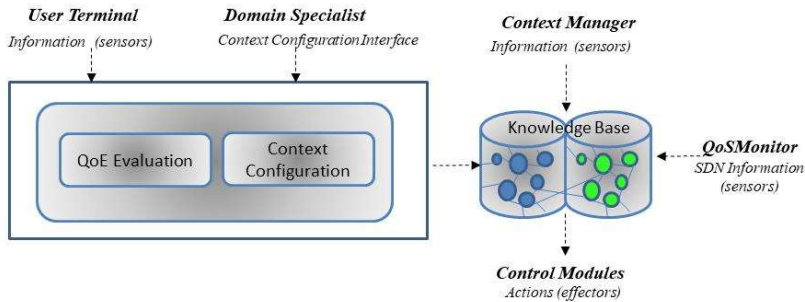 User Terminal
Information (sensors)
Domain Specialist
Context Configuration Interface
Context Manager
Information (sensors)
QoE Evaluation
Context
Configuration
Knowledge Base
QoSMonitor
SDN Information
(sensors)
Control Modules
Actions (effectors)